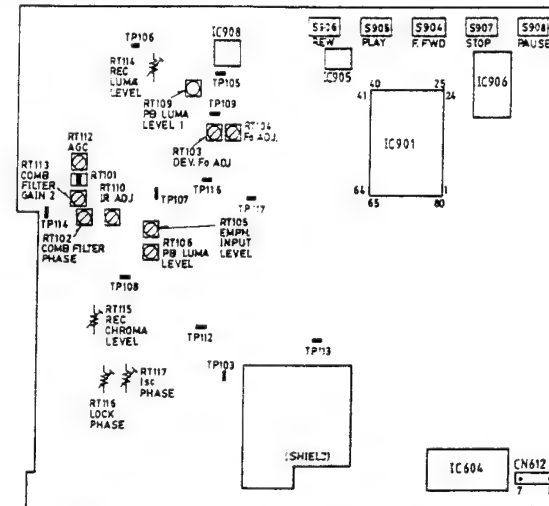 TP106
IC908
S906
S905
S904
S907
S908
REW
PLAY
F.FWD
STOP
PAUSE
RT114
REC
LUMA
LEVEL
TP105
IC905
IC906
RT109
PB LUMA
LEVEL 1
TP109
40
25
41
24
IC901
RT104
Fo ADJ.
RT103
DEV. Fo ADJ
RT112
AGC
RT113
COMB
FILTER
GAIN 2
RT101
RT110
IR ADJ
TP116
TP107
TP117
64
1
65
80
TP114
RT102
COMB FILTER
PHASE
RT105
EMPH.
INPUT
LEVEL
RT106
PB LUMA
LEVEL
TP108
RT115
REC
CHROMA
LEVEL
TP112
TP113
TP103
RT117
PHASE
RT116
LOCK
PHASE
(SHIELD)
IC604
CN612
7